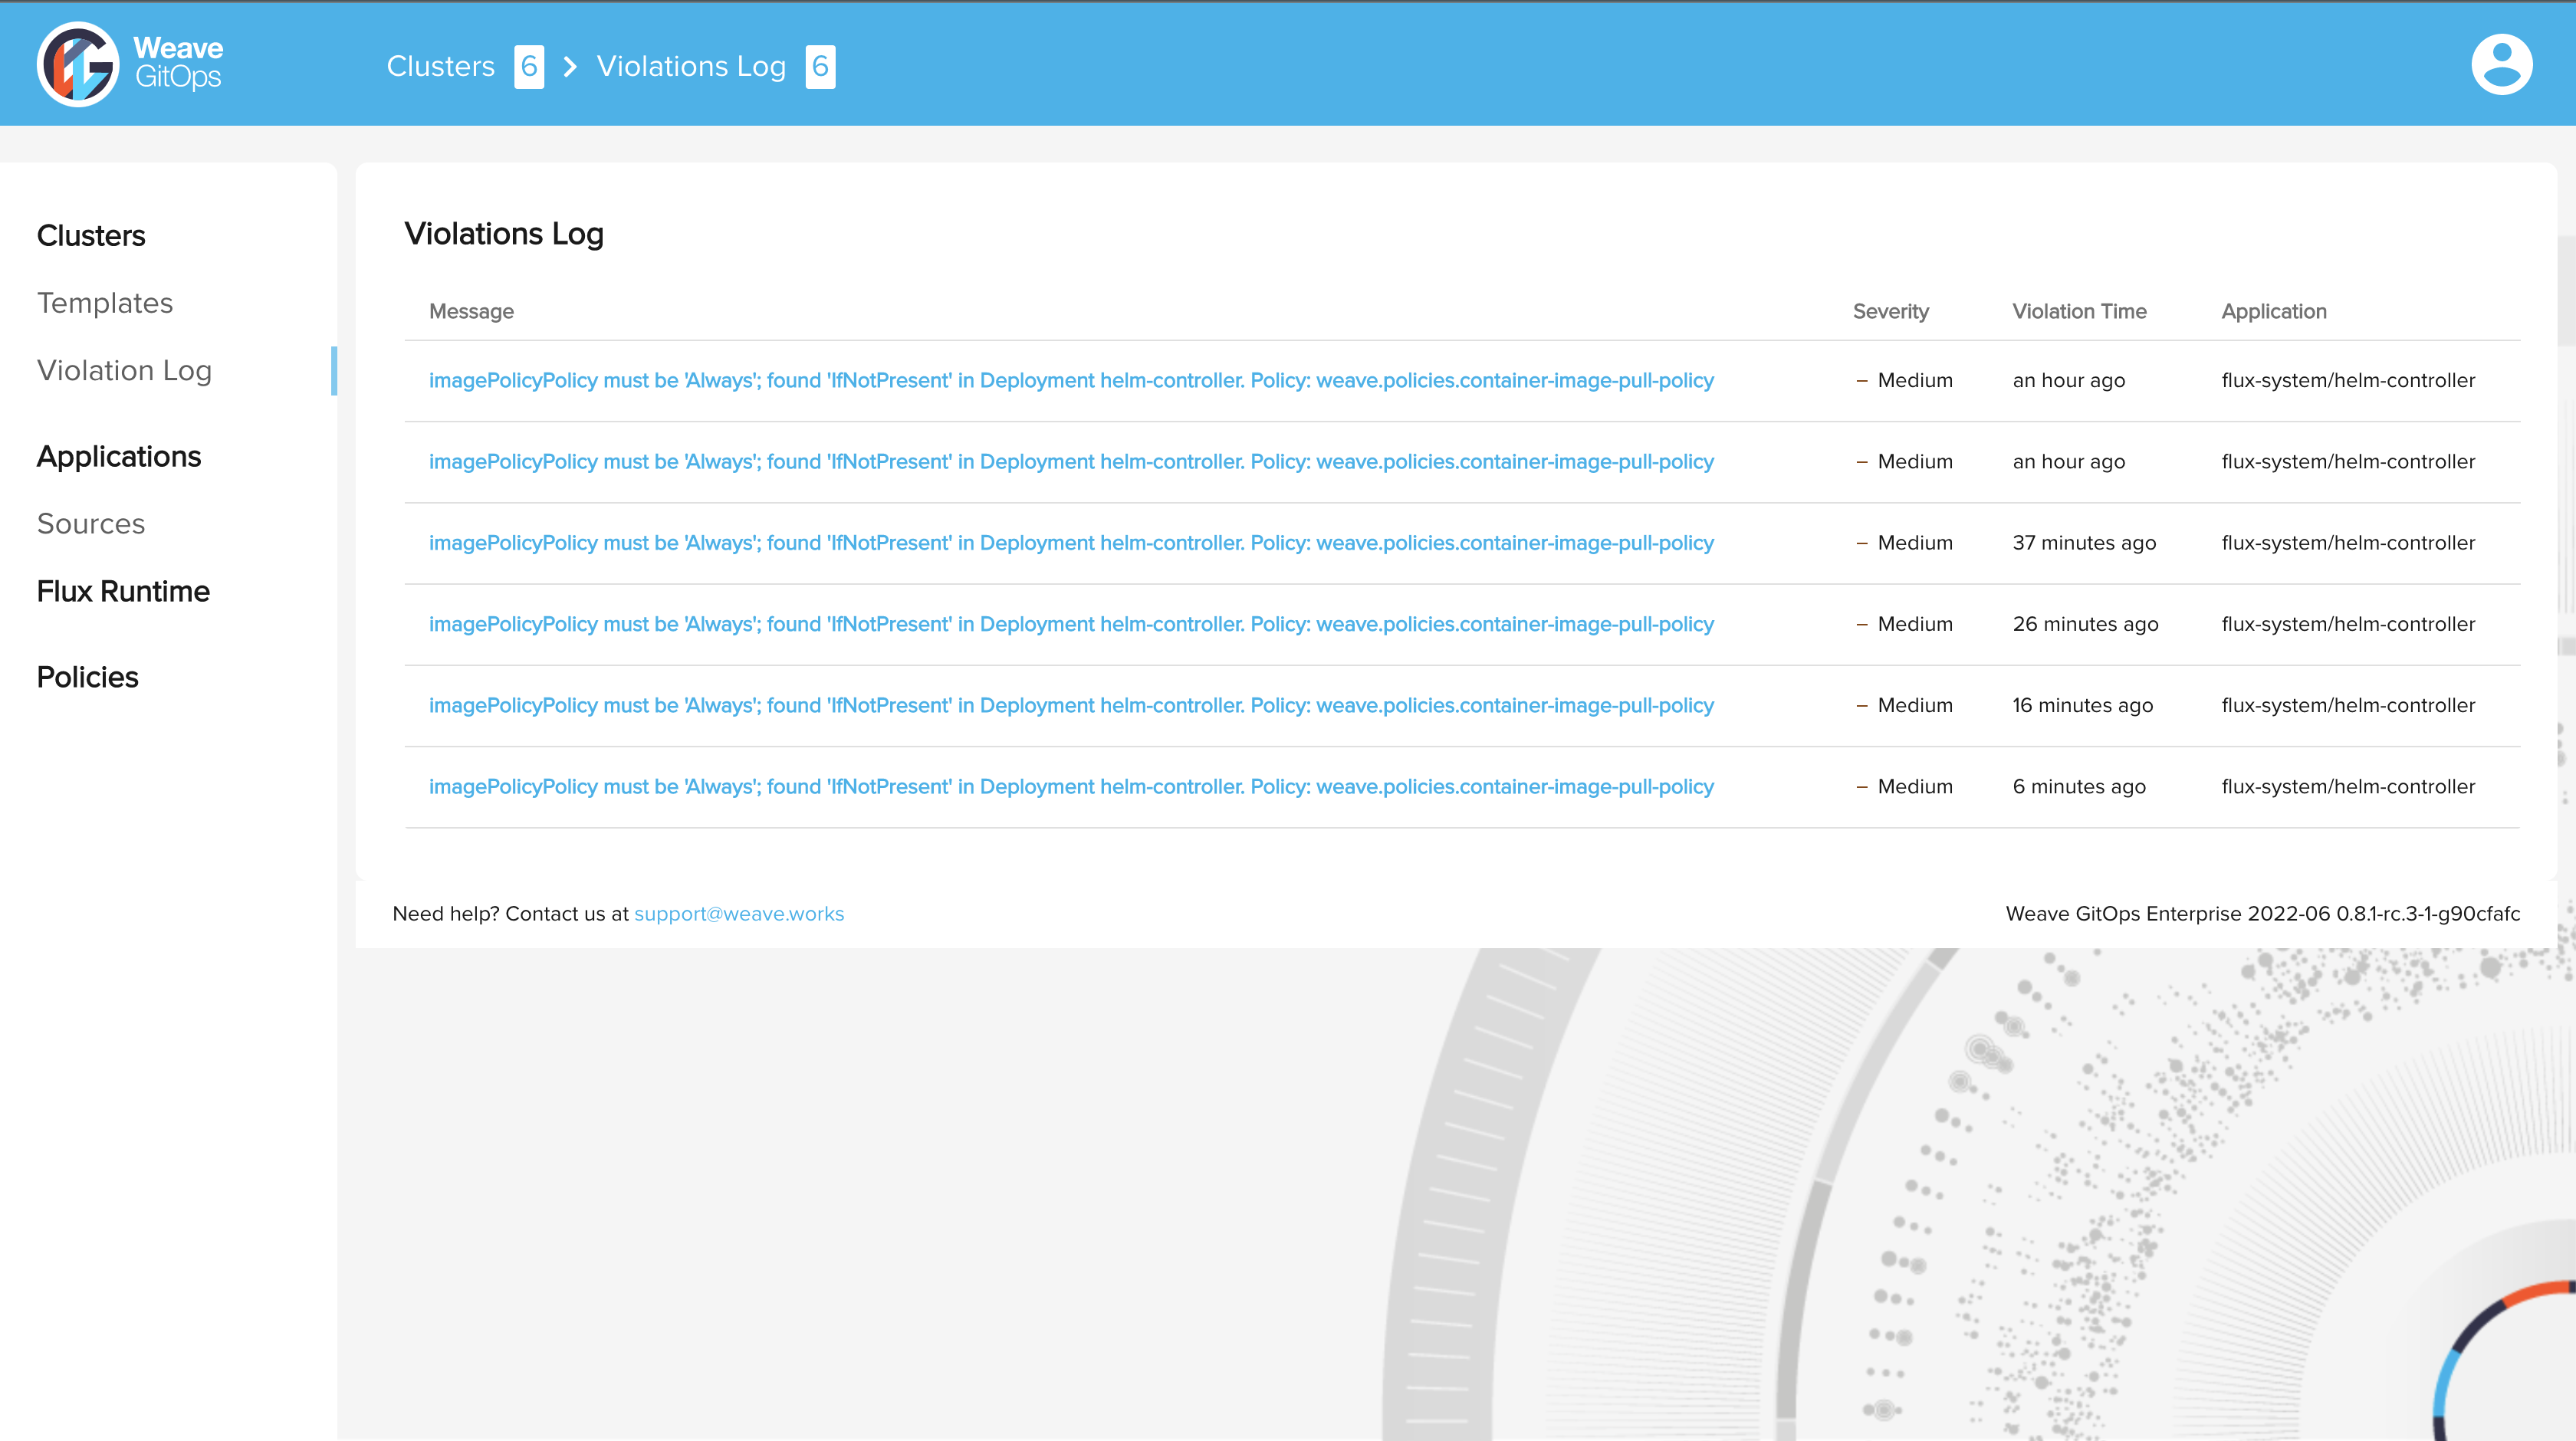 Weave
GitOps
Clusters 6 > Violations Log 6
Clusters
Templates
Violation Log
Applications
Sources
Flux Runtime
Policies
Violations Log
Message Severity Violation Time Application
imagePolicyPolicy must be 'Always'; found 'IfNotPresent' in Deployment helm-controller. Policy: weave.policies.container-image-pull-policy – Medium an hour ago flux-system/helm-controller
imagePolicyPolicy must be 'Always'; found 'IfNotPresent' in Deployment helm-controller. Policy: weave.policies.container-image-pull-policy – Medium an hour ago flux-system/helm-controller
imagePolicyPolicy must be 'Always'; found 'IfNotPresent' in Deployment helm-controller. Policy: weave.policies.container-image-pull-policy – Medium 37 minutes ago flux-system/helm-controller
imagePolicyPolicy must be 'Always'; found 'IfNotPresent' in Deployment helm-controller. Policy: weave.policies.container-image-pull-policy – Medium 26 minutes ago flux-system/helm-controller
imagePolicyPolicy must be 'Always'; found 'IfNotPresent' in Deployment helm-controller. Policy: weave.policies.container-image-pull-policy – Medium 16 minutes ago flux-system/helm-controller
imagePolicyPolicy must be 'Always'; found 'IfNotPresent' in Deployment helm-controller. Policy: weave.policies.container-image-pull-policy – Medium 6 minutes ago flux-system/helm-controller
Need help? Contact us at support@weave.works
Weave GitOps Enterprise 2022-06 0.8.1-rc.3-1-g90cfafc